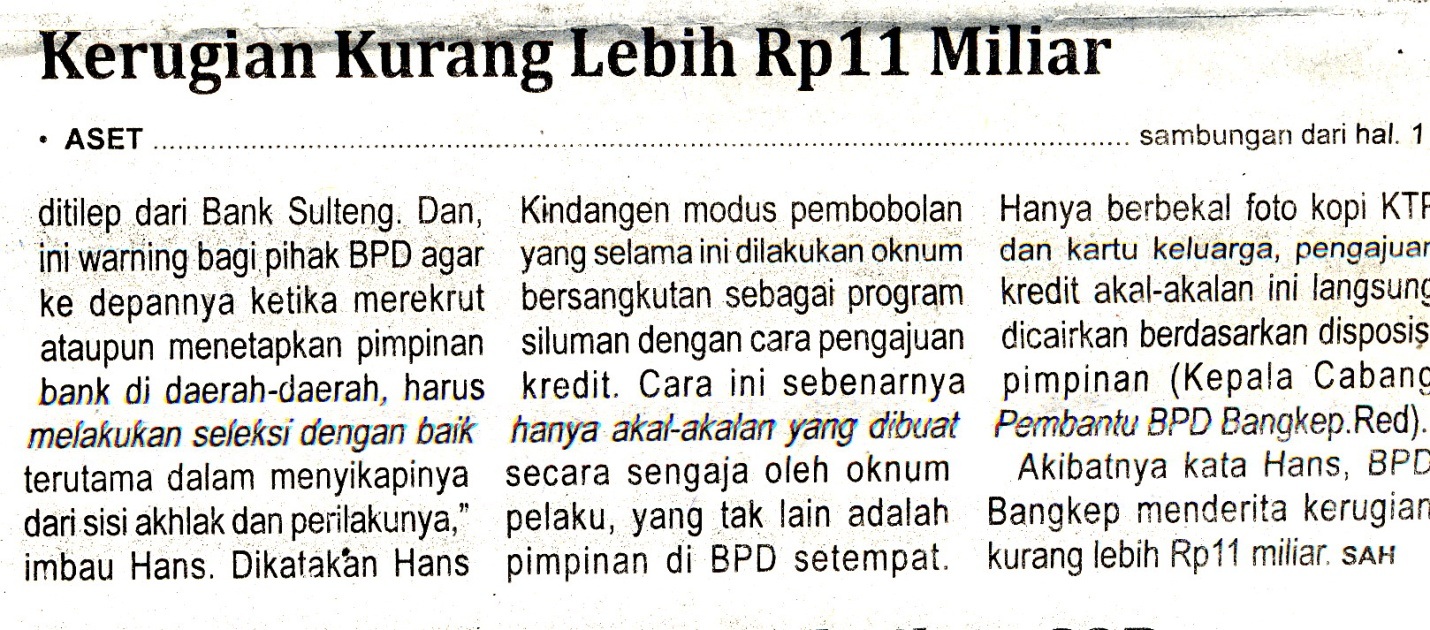 Kerugian Kurang Lebih Rp11 Miliar
• ASET ........................................................................................................................ sambungan dari hal. 1
ditilep dari Bank Sulteng. Dan,
ini warning bagi pihak BPD agar
ke depannya ketika merekrut
ataupun menetapkan pimpinan
bank di daerah-daerah, harus
melakukan seleksi dengan baik
terutama dalam menyikapinya
dari sisi akhlak dan perilakunya,”
imbau Hans. Dikatakan Hans
Kindangen modus pembobolan
yang selama ini dilakukan oknum
bersangkutan sebagai program
siluman dengan cara pengajuan
kredit. Cara ini sebenarnya
hanya akal-akalan yang dibuat
secara sengaja oleh oknum
pelaku, yang tak lain adalah
pimpinan di BPD setempat.
Hanya berbekal foto kopi KTP
dan kartu keluarga, pengajuan
kredit akal-akalan ini langsung
dicairkan berdasarkan disposisi
pimpinan (Kepala Cabang
Pembantu BPD Bangkep.Red).
Akibatnya kata Hans, BPD
Bangkep menderita kerugian
kurang lebih Rp11 miliar. SAH